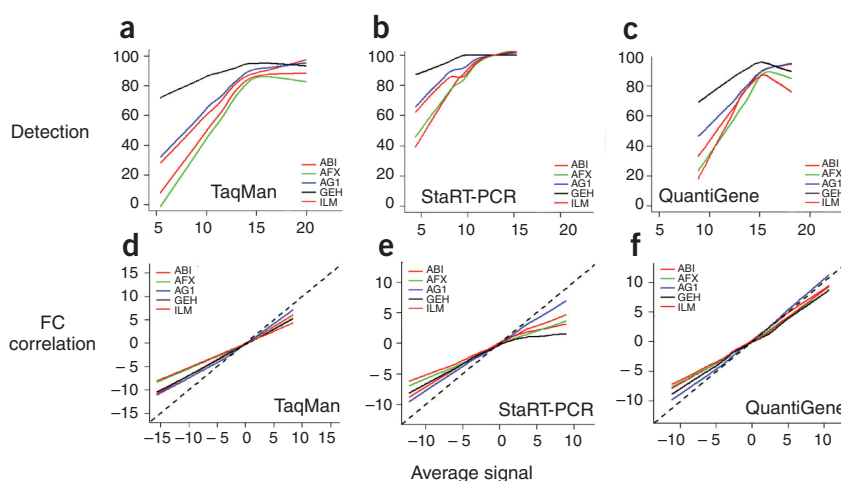 a
b
c
Detection
100
80
60
40
20
0
ABI
AFX
AG1
GEH
ILM
TaqMan
5
10
15
20
100
80
60
40
20
0
ABI
AFX
AG1
GEH
ILM
StaRT-PCR
5
10
15
20
100
80
60
40
20
0
ABI
AFX
AG1
GEH
ILM
QuantiGene
5
10
15
20
d
e
f
FC
correlation
15
10
5
0
– 5
–10
–15
ABI
AFX
AG1
GEH
ILM
TaqMan
–15
–10
– 5
0
5
10
15
10
5
0
– 5
–10
ABI
AFX
AG1
GEH
ILM
StaRT-PCR
–10
– 5
0
5
10
10
5
0
– 5
–10
ABI
AFX
AG1
GEH
ILM
QuantiGene
–10
– 5
0
5
10
Average signal